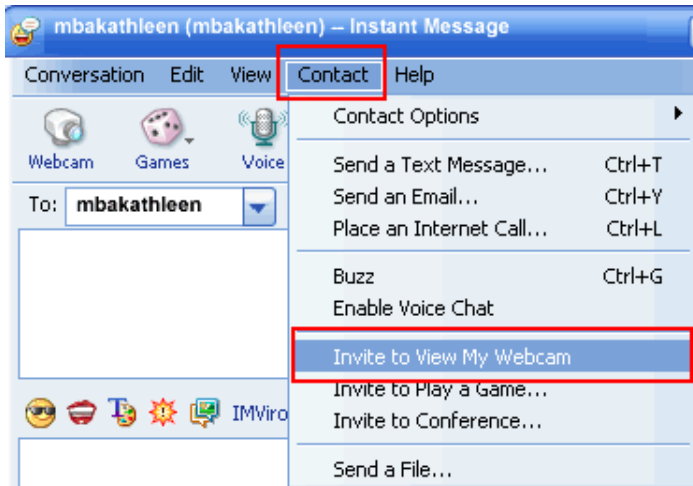 mbakathleen (mbakathleen) -- Instant Message
Conversation Edit View Contact Help
Webcam Games Voice
To: mbakathleen
Contact Options
Send a Text Message... Ctrl+T
Send an Email... Ctrl+Y
Place an Internet Call... Ctrl+L
Buzz Ctrl+G
Enable Voice Chat
Invite to View My Webcam
Invite to Play a Game...
IMViro
Invite to Conference...
Send a File...